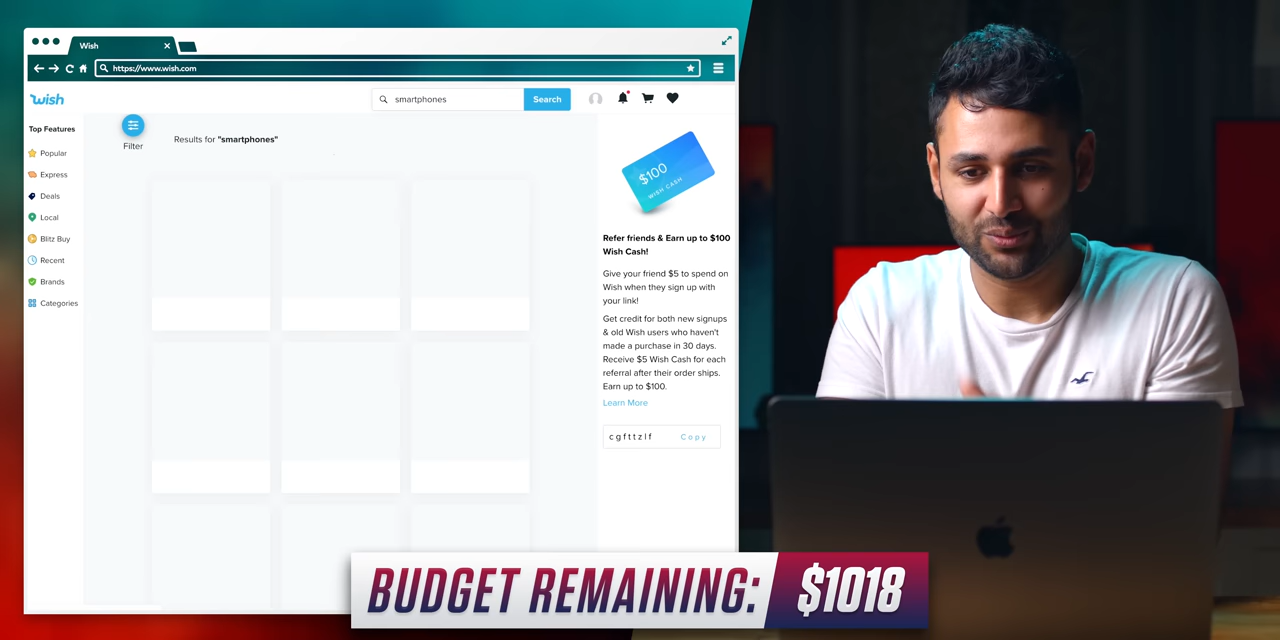 Wish
https://www.wish.com
wish
smartphones
Search
Top Features
Popular
Express
Deals
Local
Blitz Buy
Recent
Brands
Categories
Filter
Results for "smartphones"
$100
WISH CASH
Refer friends & Earn up to $100
Wish Cash!
Give your friend $5 to spend on
Wish when they sign up with
your link!
Get credit for both new signups
& old Wish users who haven't
made a purchase in 30 days.
Receive $5 Wish Cash for each
referral after their order ships.
Earn up to $100.
Learn More
cgfttzlf Copy
BUDGET REMAINING: $1018